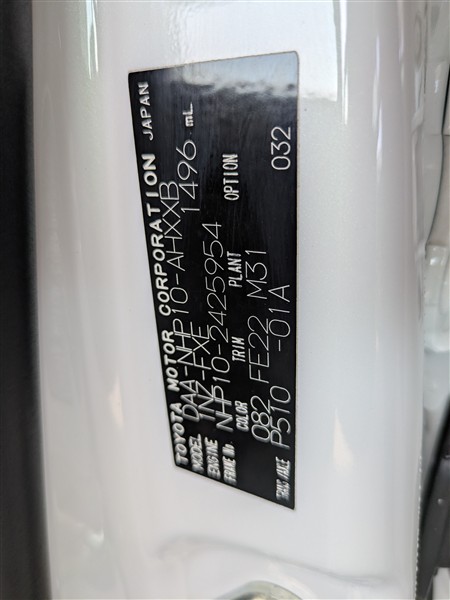 TOYOTA MOTOR CORPORATION JAPAN
MODEL DAA-NHP10-AHXXB
ENGINE 1NZ-FXE 1496 mL
FRAME No. NHP10-2425954
COLOR TRIM PLANT OPTION
082 FE22 M31 032
TRANS./AXLE P510 -01A